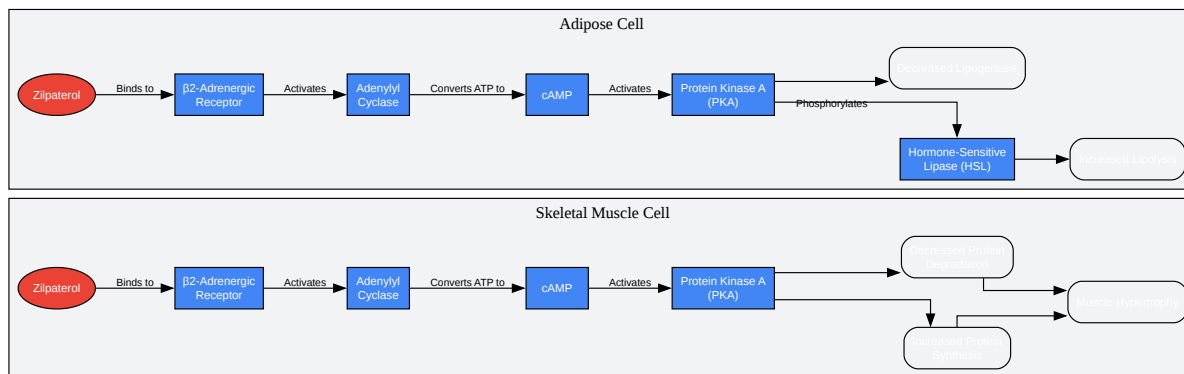 Adipose Cell
Zilpaterol
Binds to
β2-Adrenergic
Receptor
Activates
Adenylyl
Cyclase
Converts ATP to
cAMP
Activates
Protein Kinase A
(PKA)
Decreased Lipogenesis
Phosphorylates
Hormone-Sensitive
Lipase (HSL)
Increased Lipolysis
Skeletal Muscle Cell
Zilpaterol
Binds to
β2-Adrenergic
Receptor
Activates
Adenylyl
Cyclase
Converts ATP to
cAMP
Activates
Protein Kinase A
(PKA)
Decreased Protein
Degradation
Increased Protein
Synthesis
Muscle Hypertrophy